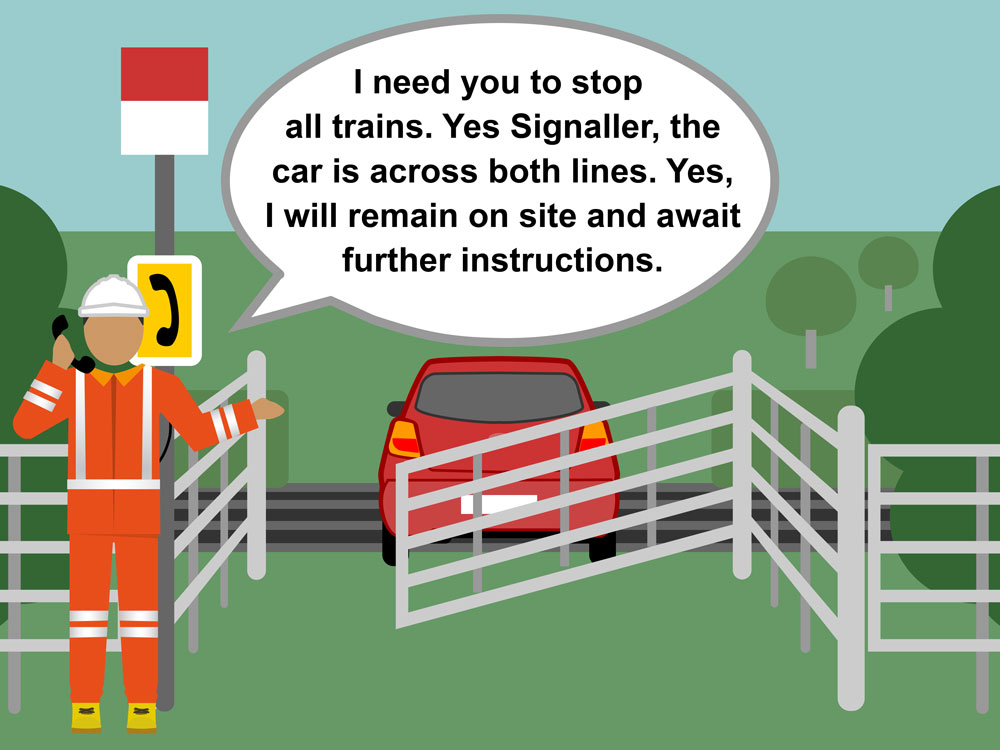 I need you to stop
all trains. Yes Signaller, the
car is across both lines. Yes,
I will remain on site and await
further instructions.